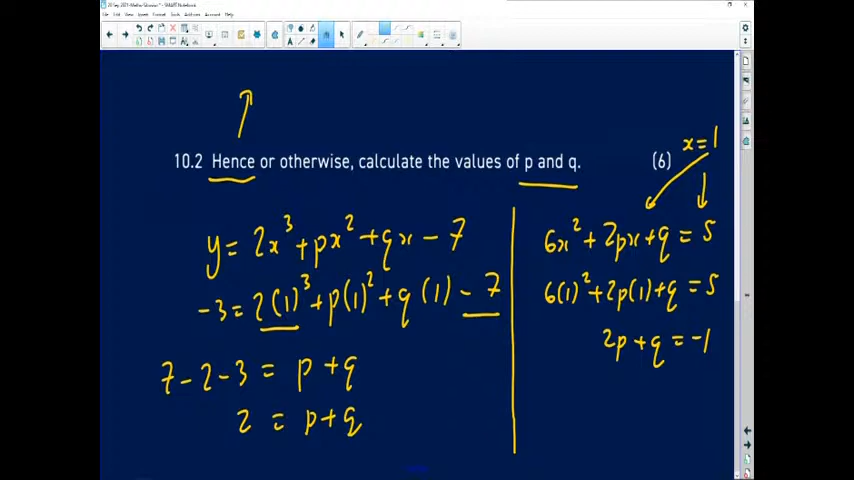 10.2 Hence or otherwise, calculate the values of p and q. (6)
x = 1
y = 2x³ + px² + qx - 7
-3 = 2(1)³ + p(1)² + q(1) - 7
7 - 2 - 3 = p + q
2 = p + q
6x² + 2px + q = 5
6(1)² + 2p(1) + q = 5
2p + q = -1